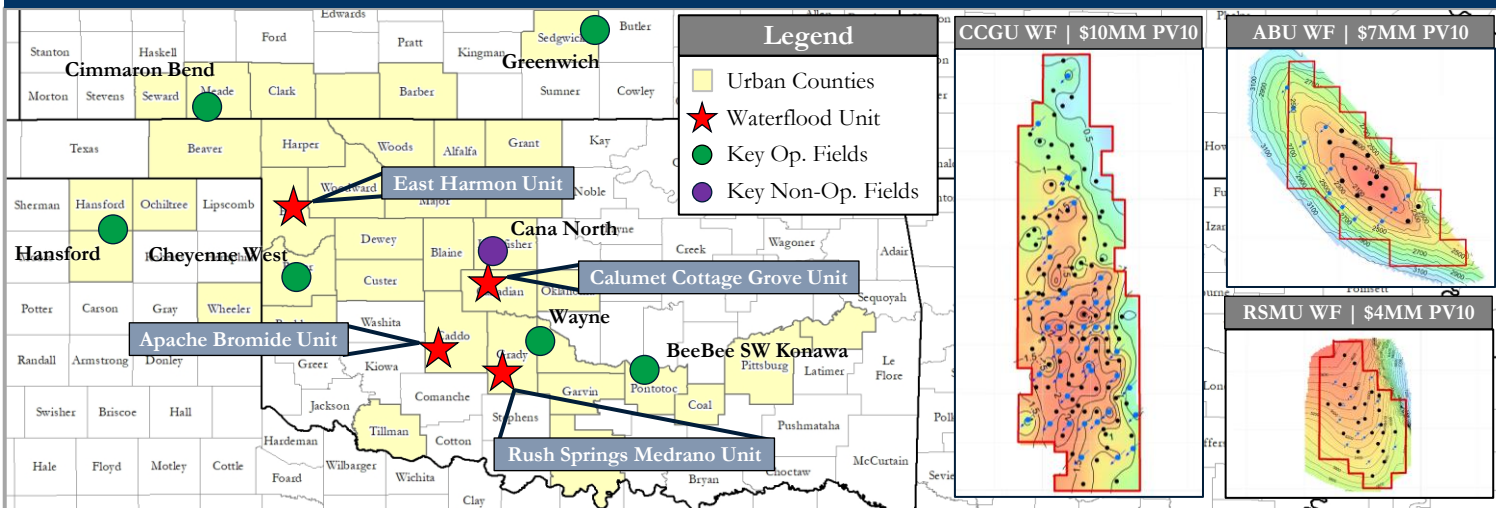 Edwards
Ford
Butler
Stanton
Haskell
Pratt
Kingman
Sedgwick
Greenwich
Cimmaron Bend
Morton
Stevens
Seward
Meade
Clark
Barber
Sumner
Cowley
Texas
Beaver
Harper
Woods
Alfalfa
Grant
Kay
Woodward
East Harmon Unit
Noble
Major
Sherman
Hansford
Ochiltree
Lipscomb
Hansford
Cheyenne West
Dewey
Blaine
Cana North
Creek
Wagoner
Adair
Custer
Calumet Cottage Grove Unit
Sequoyah
Potter
Carson
Gray
Wheeler
Washita
Wayne
Apache Bromide Unit
Caddo
BeeBee SW Konawa
Randall
Armstrong
Donley
Greer
Kiowa
Grady
Pittsburg
Latimer
Le
Flore
Garvin
Pontotoc
Coal
Comanche
Jackson
Swisher
Briscoe
Hall
Tillman
Stephens
Pushmataha
Cotton
Hardeman
Rush Springs Medrano Unit
McCurtain
Hale
Floyd
Motley
Cottle
Foard
Wilbarger
Wichita
Choctaw
Bryan
Clay
Legend
Urban Counties
Waterflood Unit
Key Op. Fields
Key Non-Op. Fields
CCGU WF | $10MM PV10
ABU WF | $7MM PV10
RSMU WF | $4MM PV10